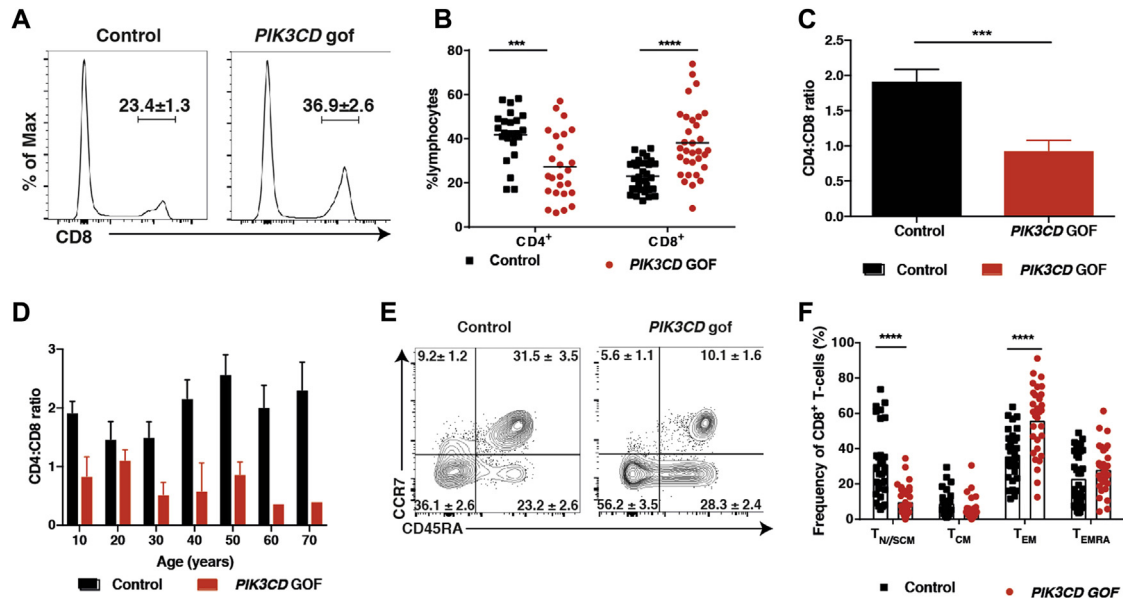 A
Control
PIK3CD gof
23.4±1.3
36.9±2.6
% of Max
CD8
B
80
60
40
20
0
%lymphocytes
***
****
CD4+
CD8+
Control
PIK3CD GOF
C
2.5
2.0
1.5
1.0
0.5
0.0
CD4:CD8 ratio
***
Control
PIK3CD GOF
Control
PIK3CD GOF
D
3
2
1
0
CD4:CD8 ratio
10 20 30 40 50 60 70
Age (years)
Control
PIK3CD GOF
E
Control
PIK3CD gof
9.2± 1.2
31.5 ± 3.5
5.6 ± 1.1
10.1 ± 1.6
36.1 ± 2.6
23.2 ± 2.6
56.2 ± 3.5
28.3 ± 2.4
CCR7
CD45RA
F
100
80
60
40
20
0
Frequency of CD8+ T-cells (%)
****
****
TN//SCM
TCM
TEM
TEMRA
Control
PIK3CD GOF